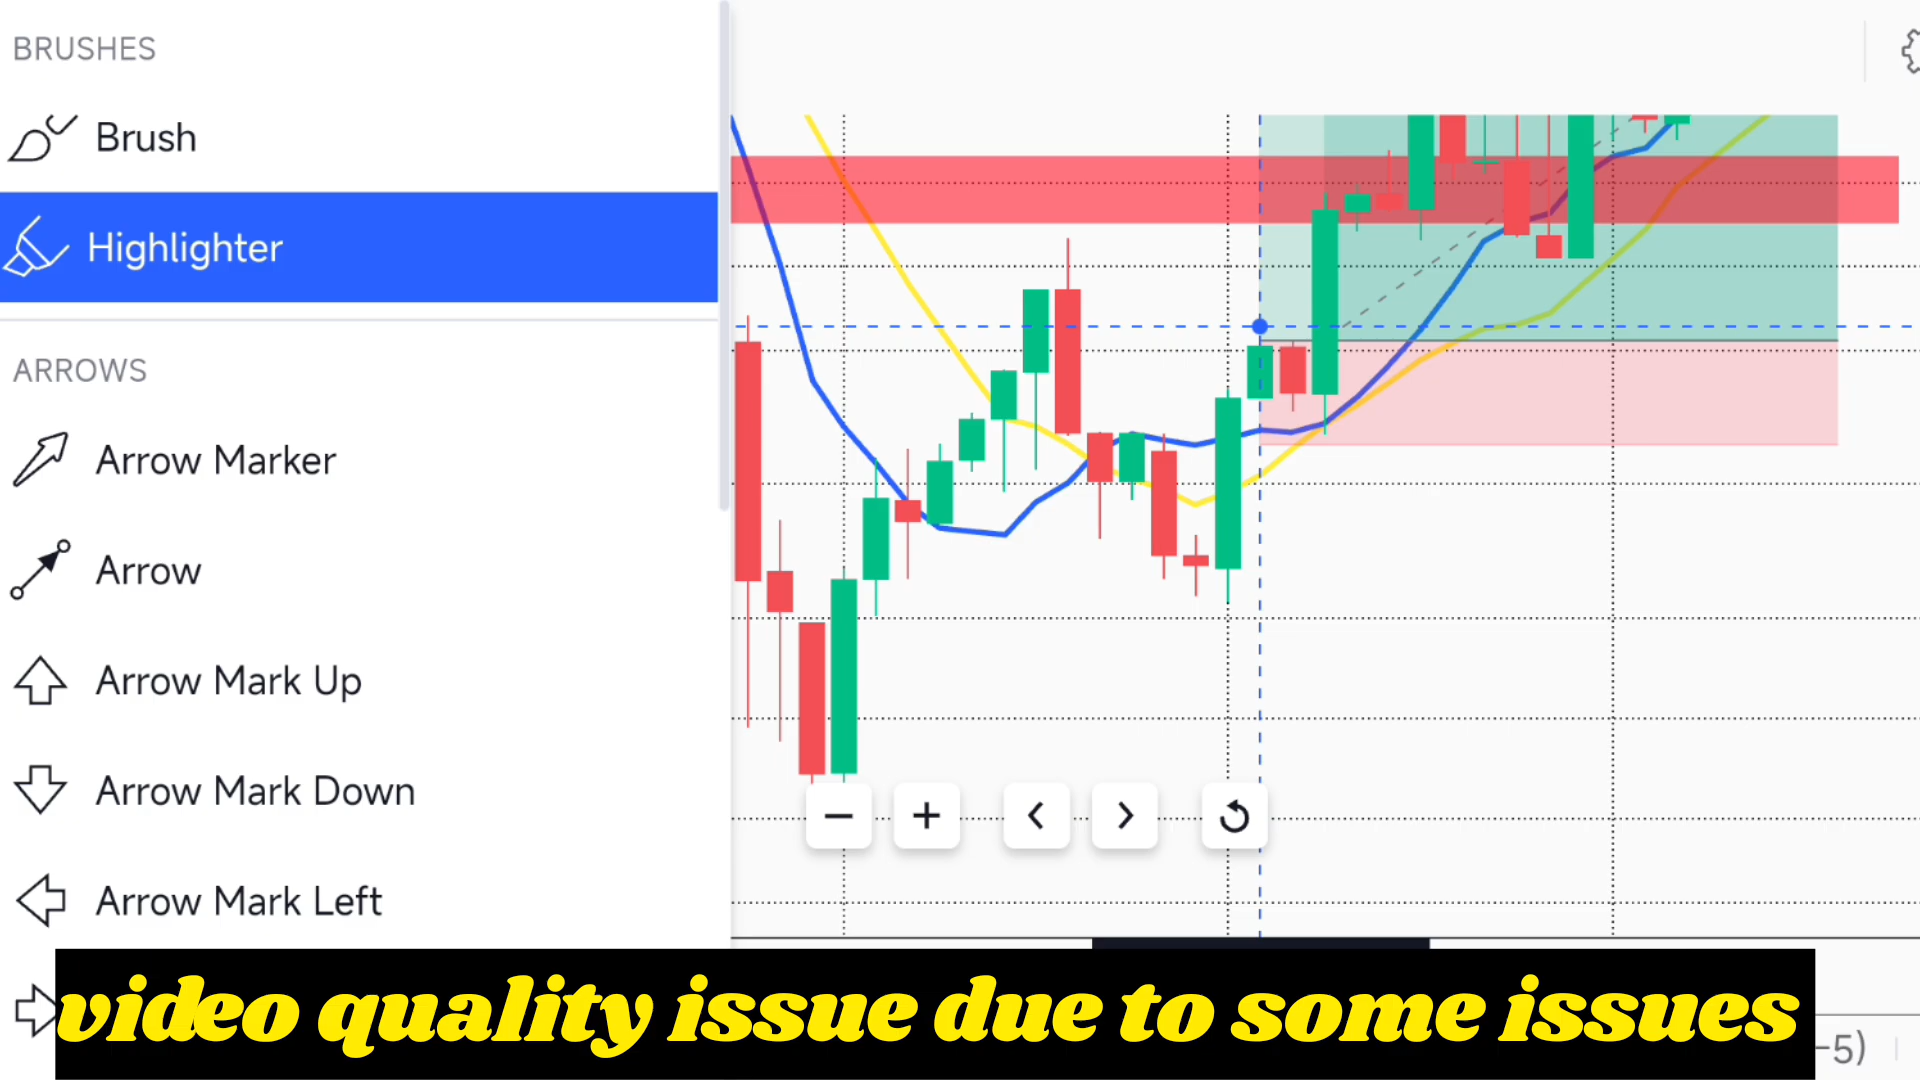 BRUSHES
Brush
Highlighter
ARROWS
Arrow Marker
Arrow
Arrow Mark Up
Arrow Mark Down
Arrow Mark Left
video quality issue due to some issues
-5)